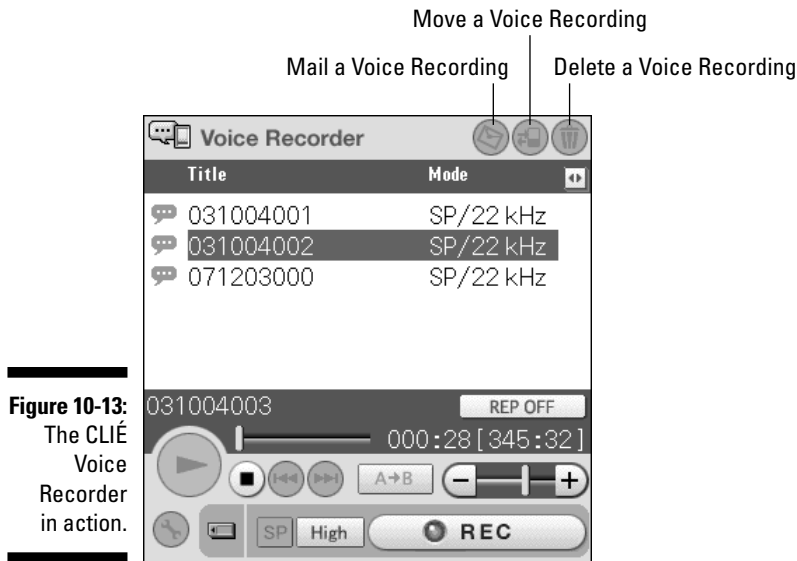 Move a Voice Recording
Mail a Voice Recording
Delete a Voice Recording
Voice Recorder
Title Mode
031004001 SP/22 kHz
031004002 SP/22 kHz
071203000 SP/22 kHz
031004003 REP OFF
000:28[345:32]
A→B - +
SP High REC
Figure 10-13:
The CLIÉ
Voice
Recorder
in action.